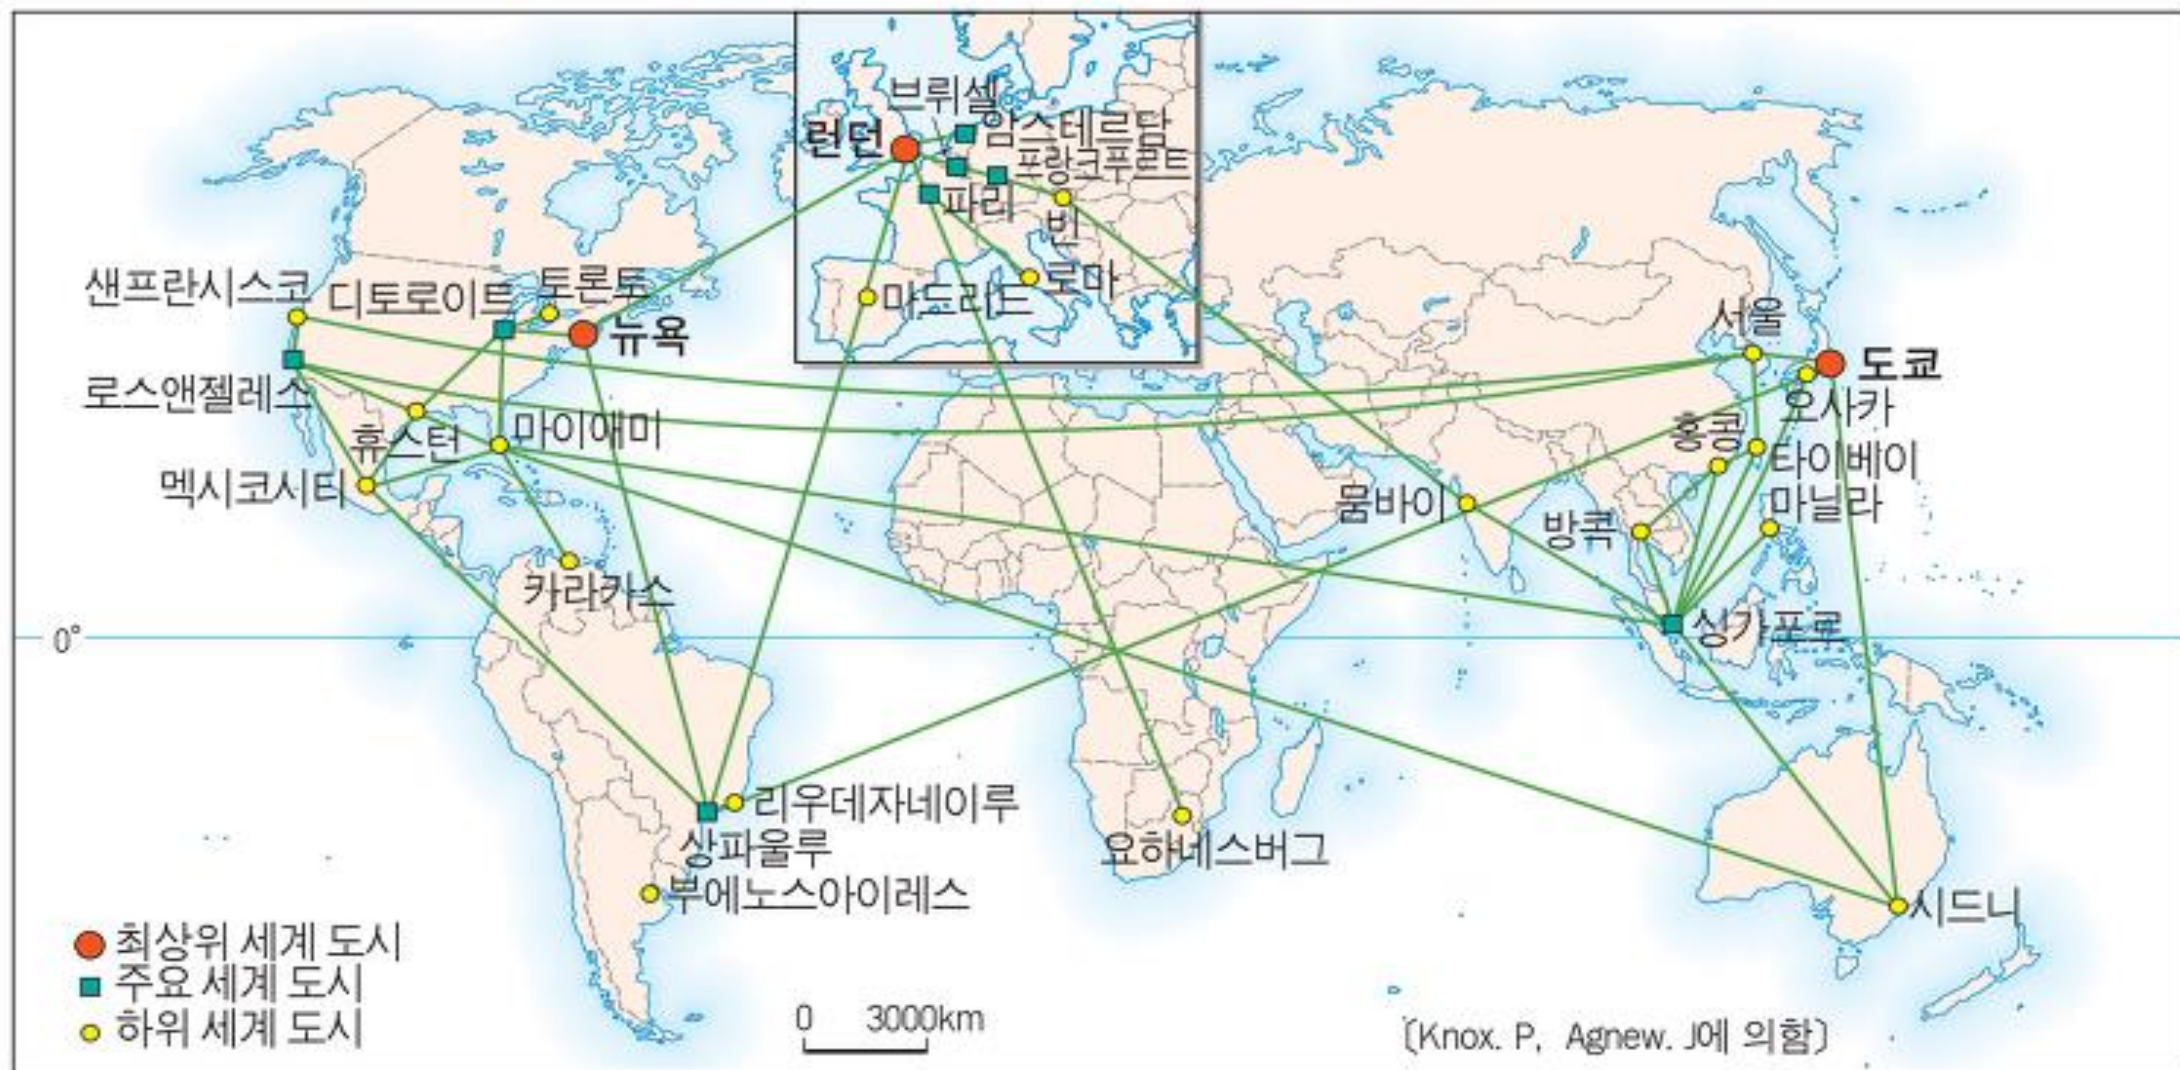 브뤼셀
런던
암스테르담
프랑크푸르트
파리
빈
로마
마드리드
샌프란시스코
디토로이트
토론토
뉴욕
로스앤젤레스
휴스턴
마이애미
멕시코시티
카라카스
서울
도쿄
오사카
홍콩
타이베이
뭄바이
마닐라
방콕
싱가포르
0°
리우데자네이루
상파울루
요하네스버그
부에노스아이레스
시드니
최상위 세계 도시
주요 세계 도시
하위 세계 도시
0 3000km
(Knox. P, Agnew. J에 의함)